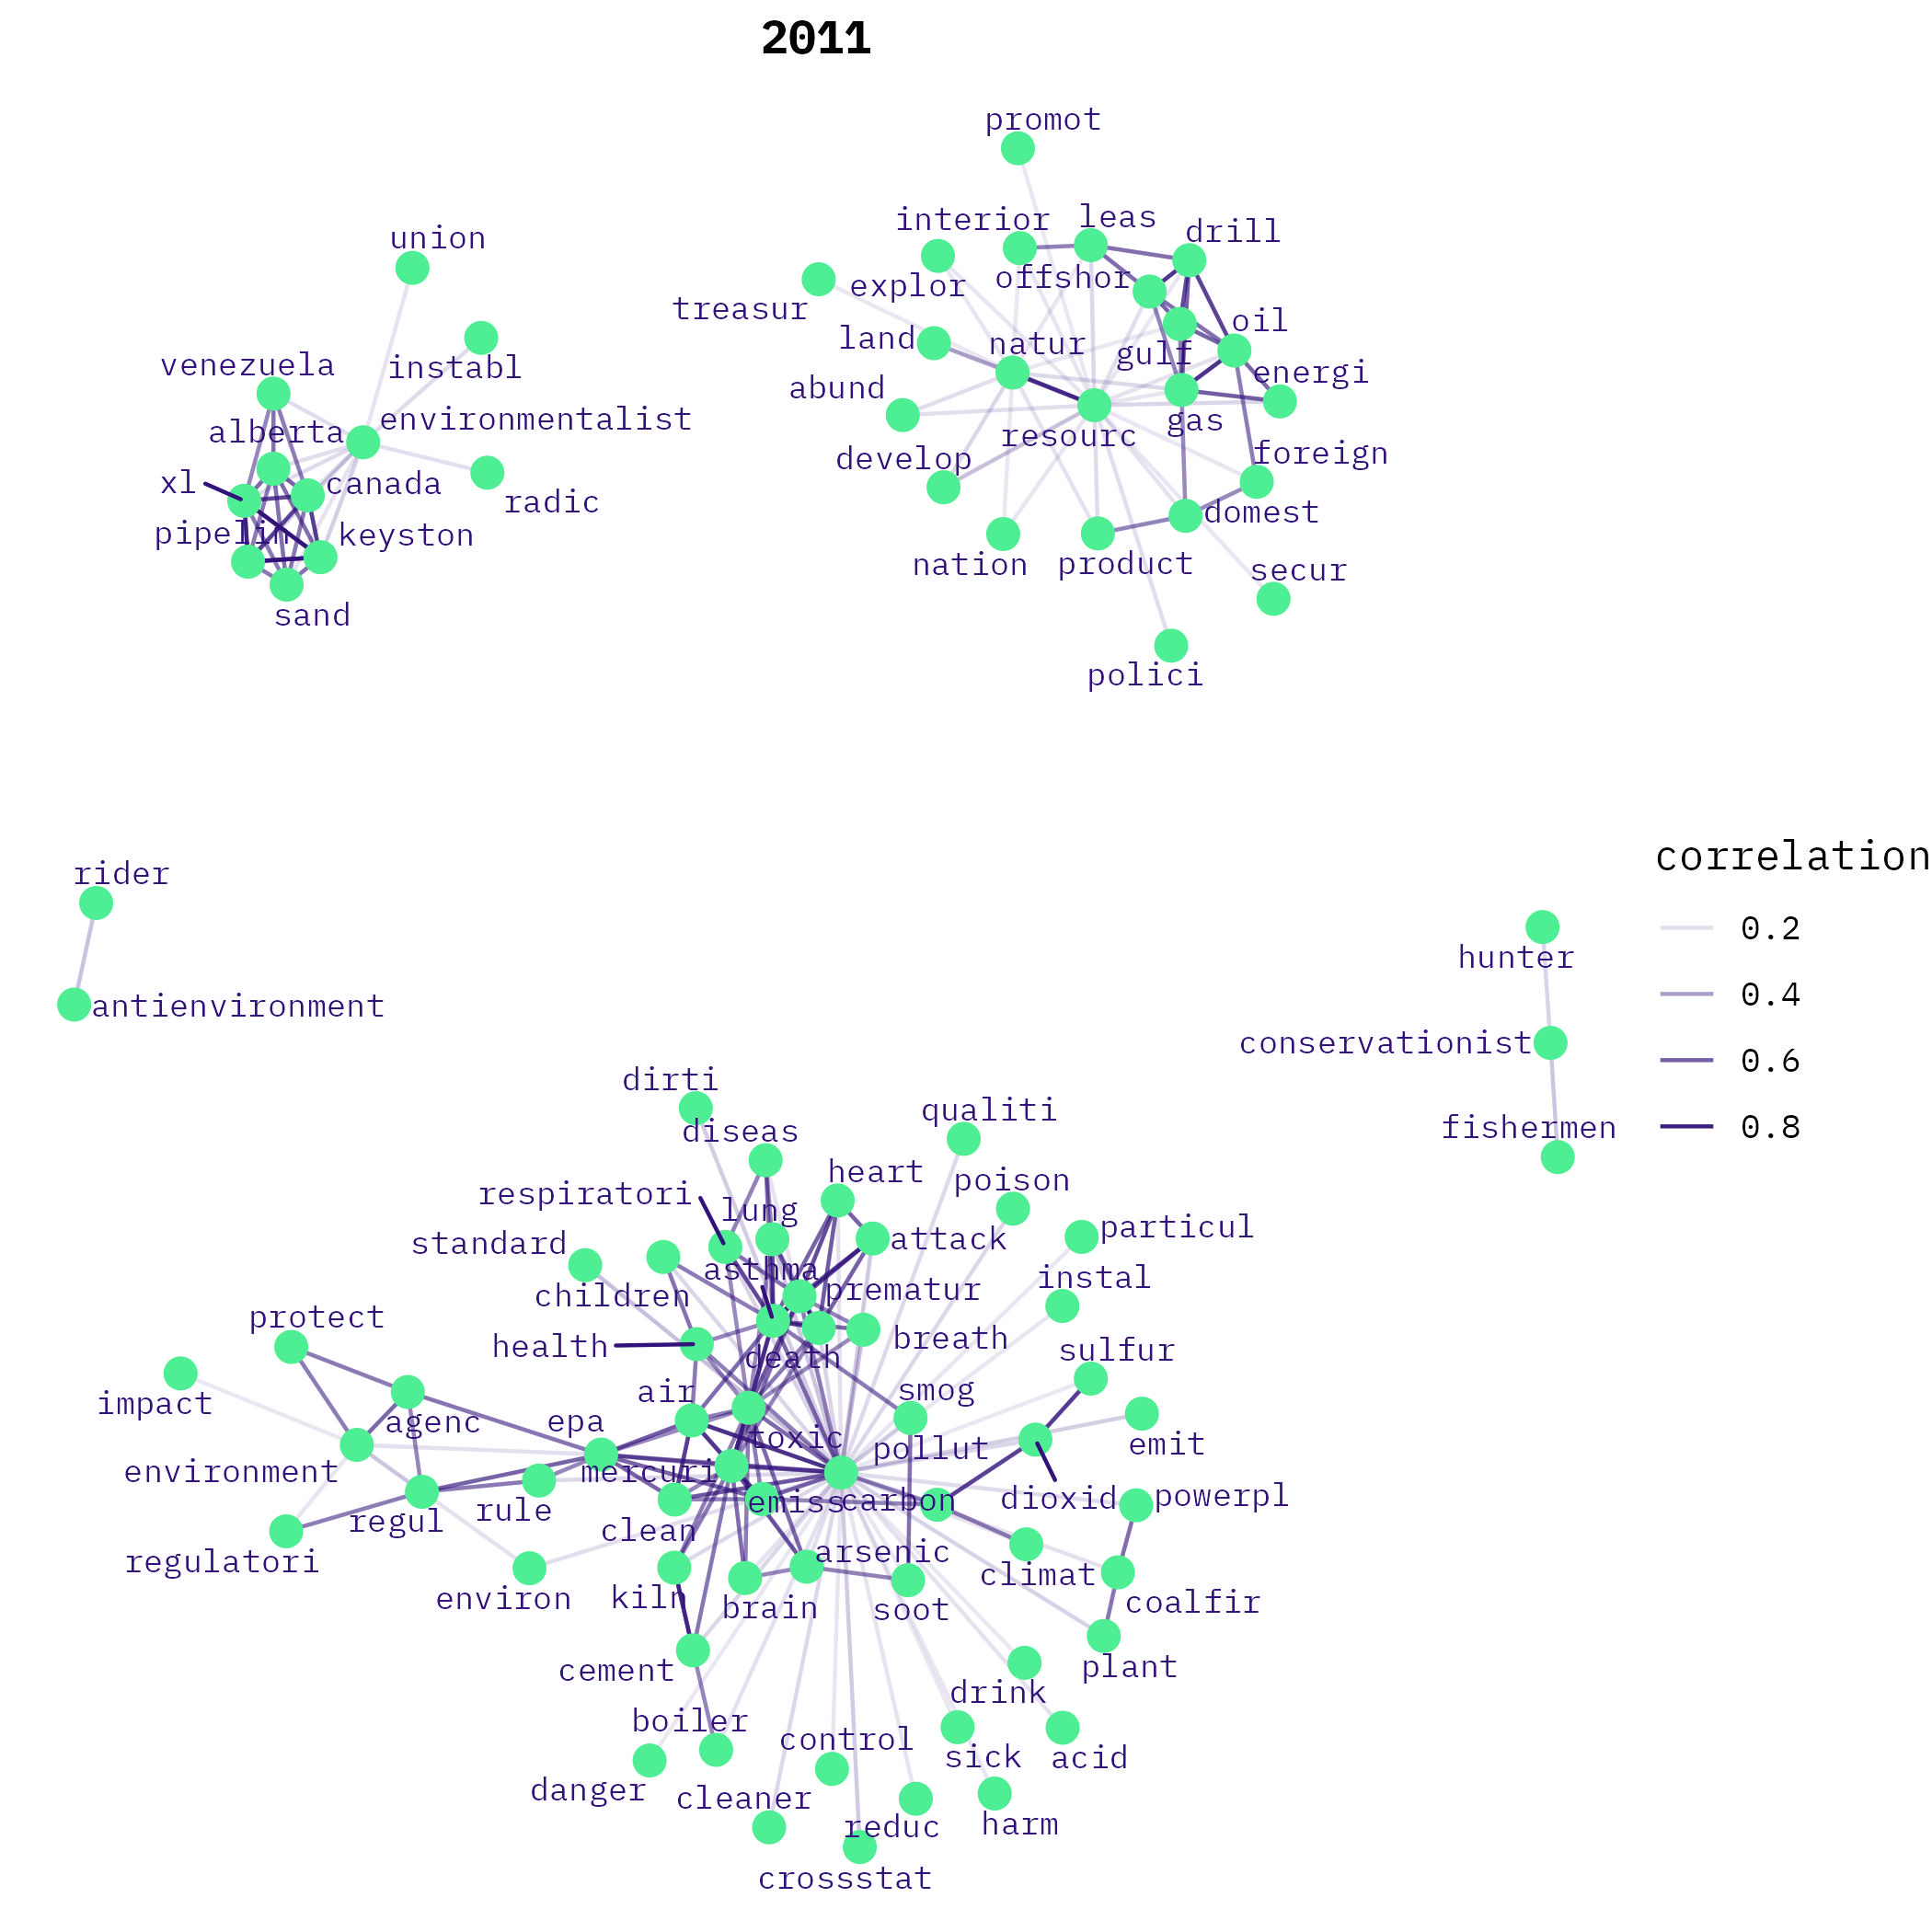 2011
promot
interior
leas
drill
union
offshor
explor
treasur
oil
land
natur
gulf
venezuela
instabl
energi
abund
environmentalist
gas
alberta
resourc
foreign
develop
xl
canada
radic
domest
pipelin
keyston
nation
product
secur
sand
polici
correlation
0.2
0.4
0.6
0.8
rider
antienvironment
hunter
conservationist
fishermen
dirti
qualiti
diseas
heart
poison
respiratori
lung
particul
standard
attack
asthma
instal
children
prematur
protect
health
breath
death
sulfur
impact
air
smog
agenc
epa
toxic
pollut
emit
environment
mercuri
emiss
carbon
dioxid
powerpl
rule
regul
clean
regulatori
arsenic
climat
environ
kiln
brain
soot
coalfir
cement
plant
drink
boiler
control
sick
acid
danger
cleaner
reduc
harm
crossstat